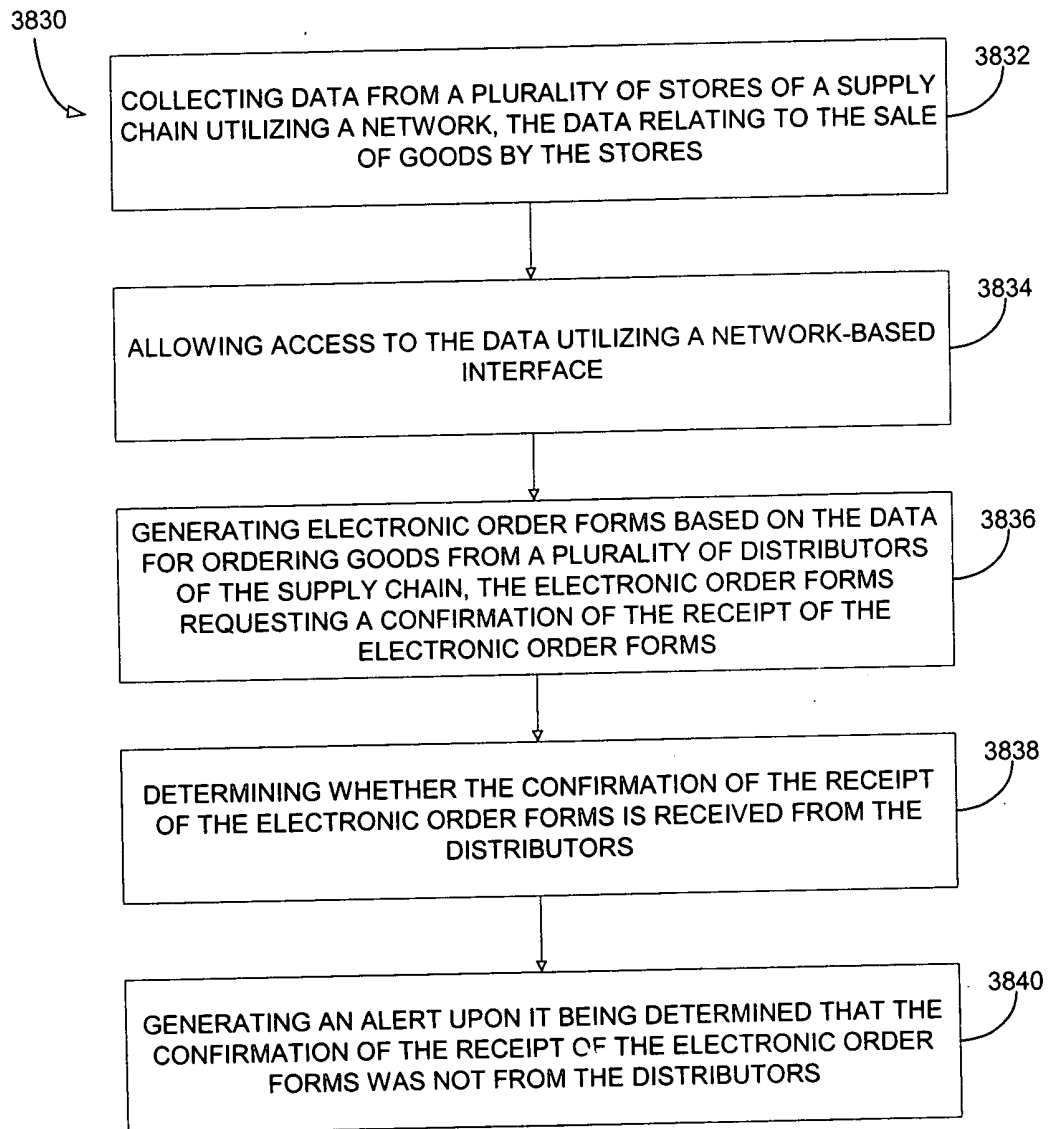 3830
3832
COLLECTING DATA FROM A PLURALITY OF STORES OF A SUPPLY
CHAIN UTILIZING A NETWORK, THE DATA RELATING TO THE SALE
OF GOODS BY THE STORES
3834
ALLOWING ACCESS TO THE DATA UTILIZING A NETWORK-BASED
INTERFACE
3836
GENERATING ELECTRONIC ORDER FORMS BASED ON THE DATA
FOR ORDERING GOODS FROM A PLURALITY OF DISTRIBUTORS
OF THE SUPPLY CHAIN, THE ELECTRONIC ORDER FORMS
REQUESTING A CONFIRMATION OF THE RECEIPT OF THE
ELECTRONIC ORDER FORMS
3838
DETERMINING WHETHER THE CONFIRMATION OF THE RECEIPT
OF THE ELECTRONIC ORDER FORMS IS RECEIVED FROM THE
DISTRIBUTORS
3840
GENERATING AN ALERT UPON IT BEING DETERMINED THAT THE
CONFIRMATION OF THE RECEIPT OF THE ELECTRONIC ORDER
FORMS WAS NOT FROM THE DISTRIBUTORS